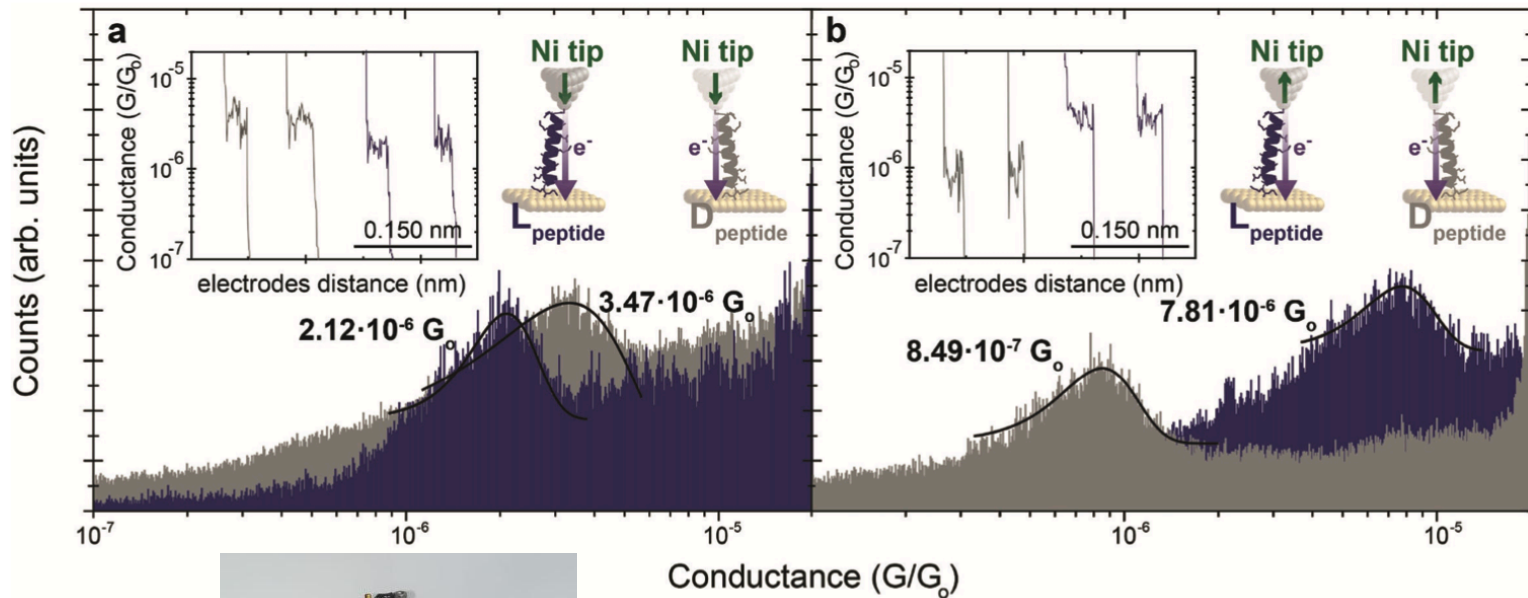 a
Ni tip
Ni tip
Conductance (G/G₀)
10⁻⁵
10⁻⁶
10⁻⁷
0.150 nm
electrodes distance (nm)
e⁻
e⁻
L peptide
D peptide
2.12·10⁻⁶ G₀
3.47·10⁻⁶ G₀
b
Ni tip
Ni tip
Conductance (G/G₀)
10⁻⁵
10⁻⁶
10⁻⁷
0.150 nm
electrodes distance (nm)
e⁻
e⁻
L peptide
D peptide
8.49·10⁻⁷ G₀
7.81·10⁻⁶ G₀
Counts (arb. units)
10⁻⁷
10⁻⁶
10⁻⁵
10⁻⁶
10⁻⁵
Conductance (G/G₀)